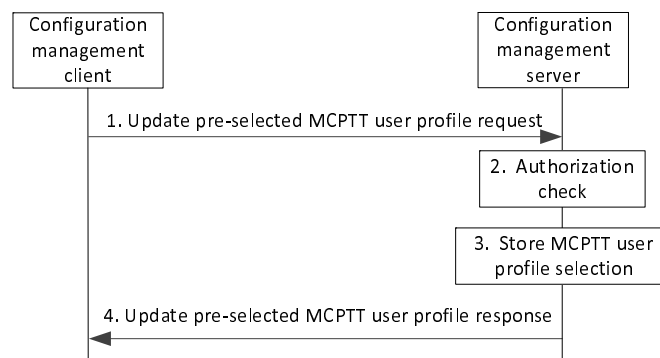 Configuration
management
client
Configuration
management
server
1. Update pre-selected MCPTT user profile request
2. Authorization
check
3. Store MCPTT user
profile selection
4. Update pre-selected MCPTT user profile response